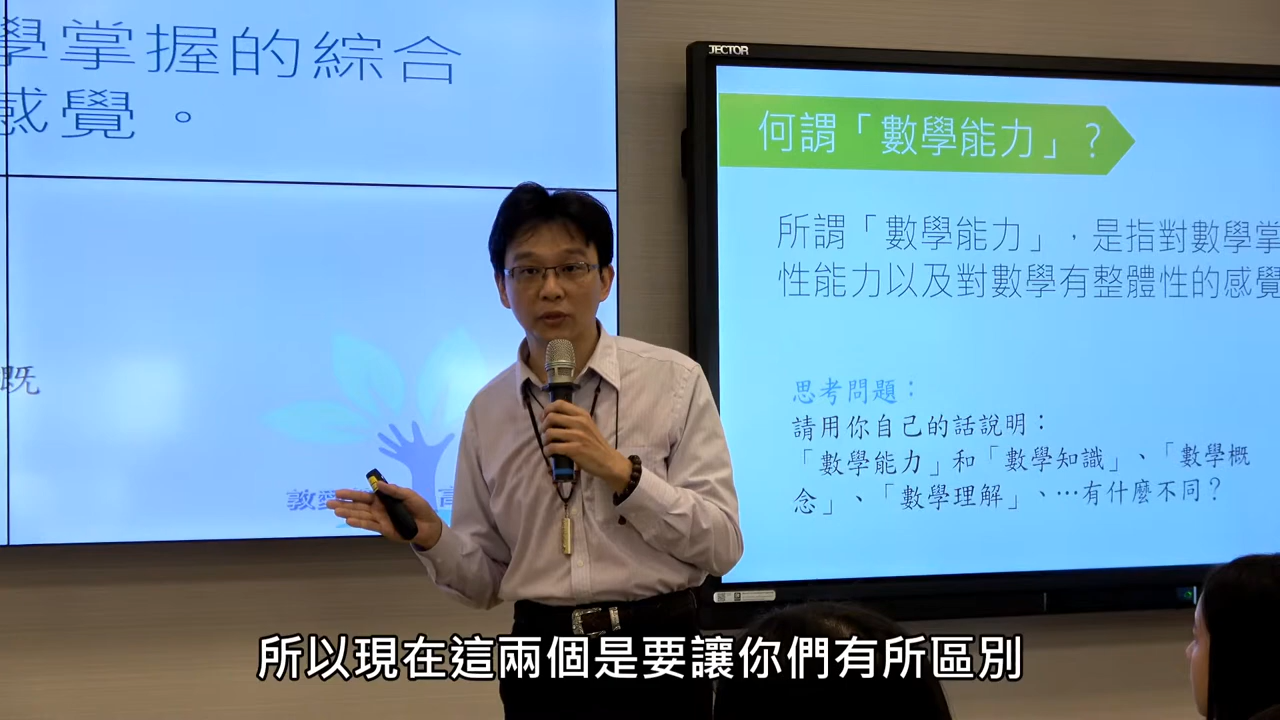 學掌握的綜合
感覺。
既
敦
高
JECTOR
何謂「數學能力」?
所謂「數學能力」,是指對數學掌
性能力以及對數學有整體性的感覺
思考問題:
請用你自己的話說明:
「數學能力」和「數學知識」、「數學概
念」、「數學理解」、…有什麼不同?
所以現在這兩個是要讓你們有所區別